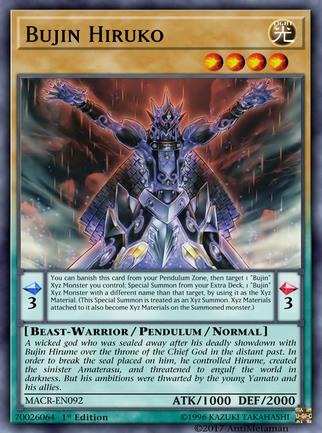 Bujin Hiruko
LIGHT
光
You can banish this card from your Pendulum Zone, then target 1 "Bujin"
Xyz Monster you control; Special Summon from your Extra Deck, 1 "Bujin"
Xyz Monster with a different name than that target, by using it as the Xyz
Material. (This Special Summon is treated as an Xyz Summon. Xyz Materials
attached to it also become Xyz Materials on the Summoned monster.)
3
3
[Beast-Warrior / Pendulum / Normal]
A wicked god who was sealed away after his deadly showdown with
Bujin Hirume over the throne of the Chief God in the distant past. In
order to break the seal placed on him, he controlled Hirume, created
the sinister Amaterasu, and threatened to engulf the world in
darkness. But his ambitions were thwarted by the young Yamato and
his allies.
MACR-EN092
ATK/1000 DEF/2000
70026064
1st Edition
©1996 KAZUKI TAKAHASHI
©2017 AntiMetaman